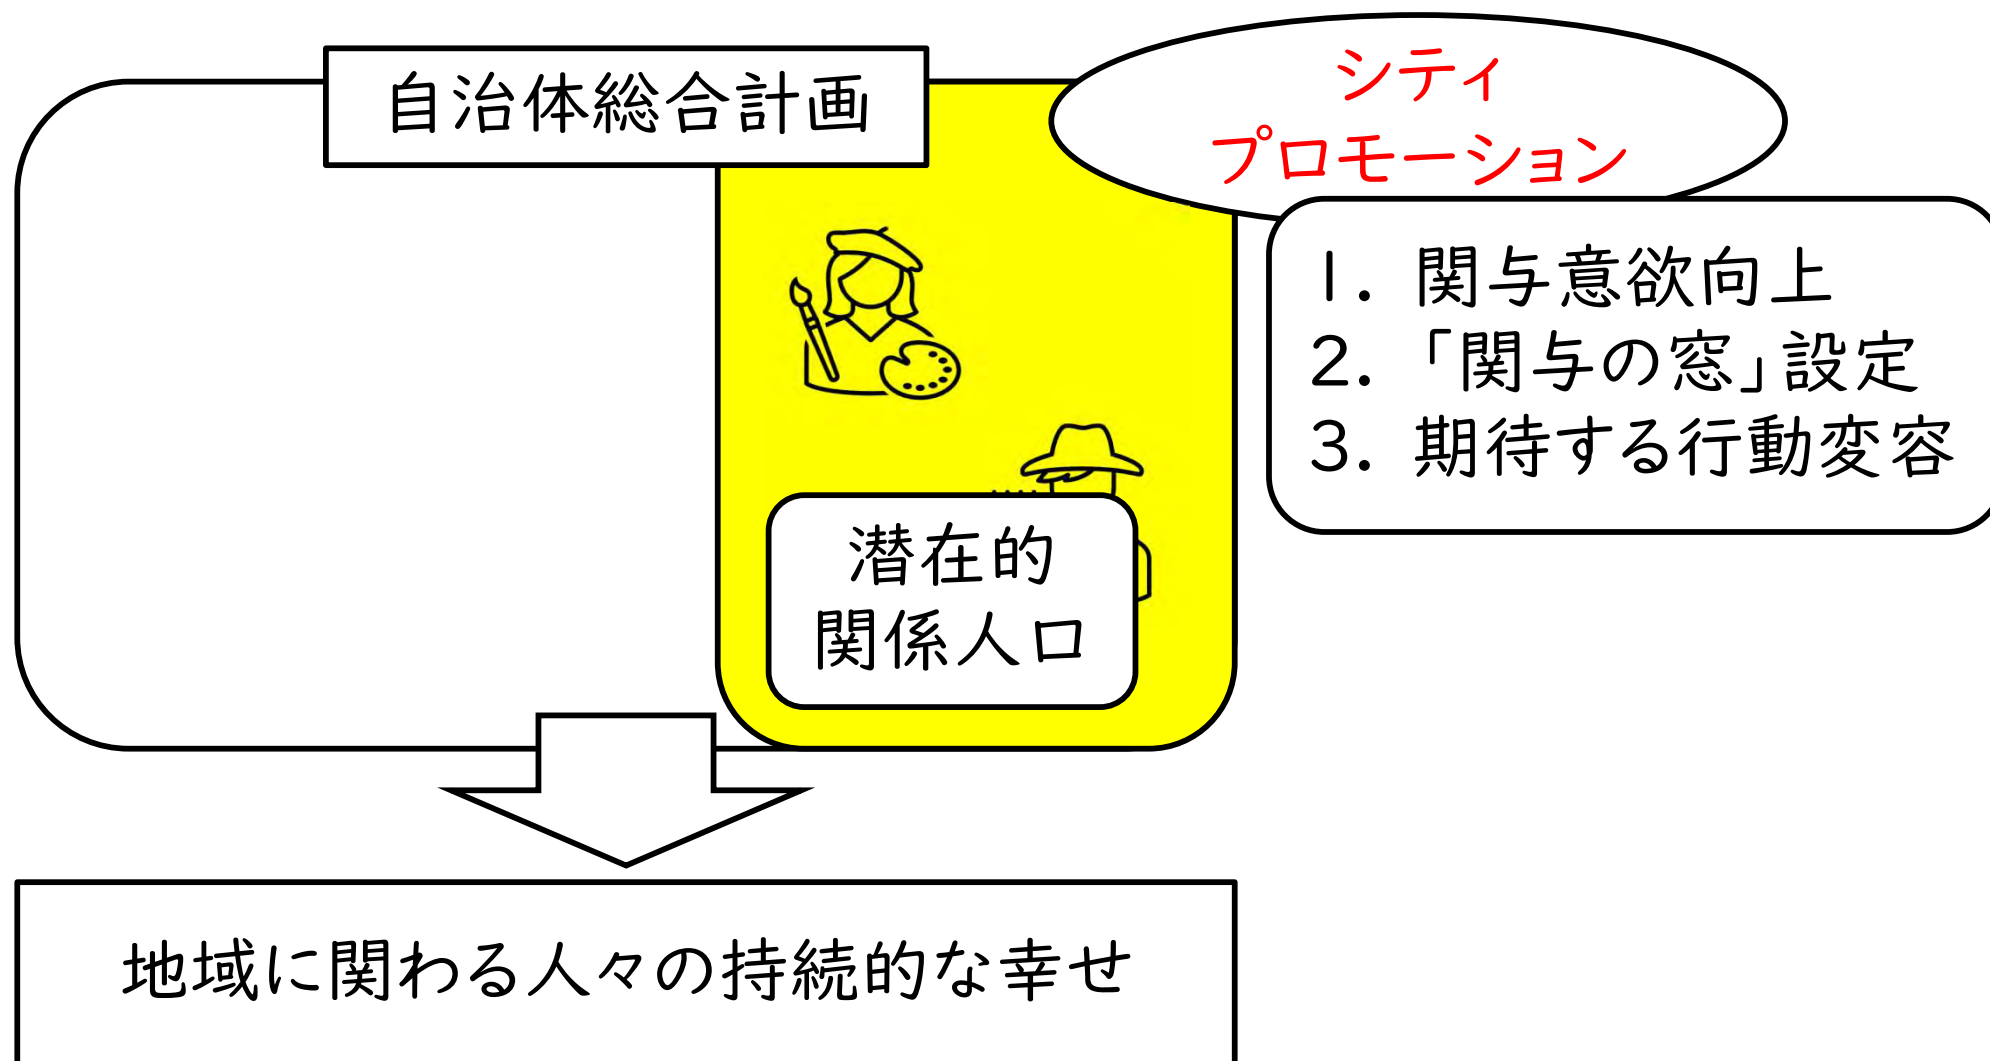 自治体総合計画
シティ
プロモーション
1. 関与意欲向上
2. 「関与の窓」設定
3. 期待する行動変容
潜在的
関係人口
地域に関わる人々の持続的な幸せ